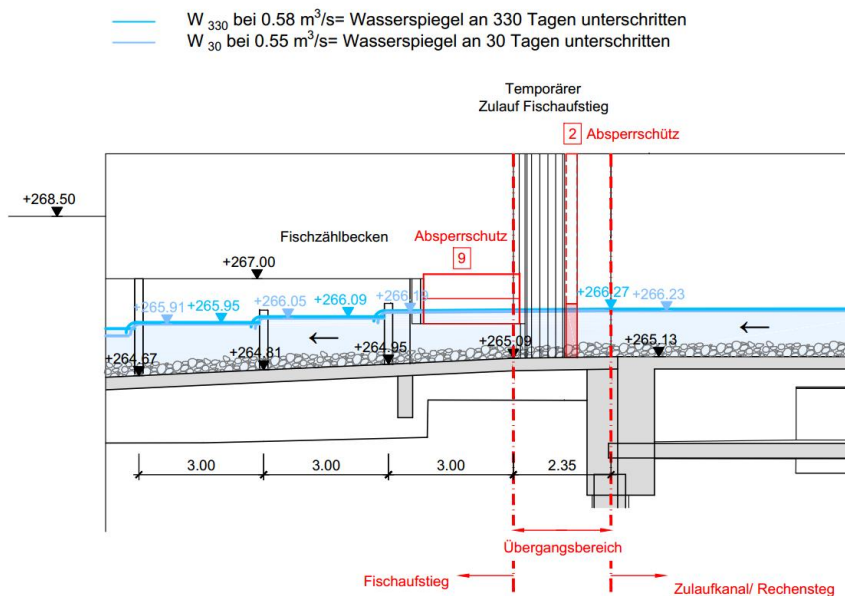 W 330 bei 0.58 m³/s= Wasserspiegel an 330 Tagen unterschritten
W 30 bei 0.55 m³/s= Wasserspiegel an 30 Tagen unterschritten
Temporärer
Zulauf Fischaufstieg
2 Absperrschütz
+268.50
Fischzählbecken
Absperrschutz
9
+267.00
+265.91
+265.95
+266.05
+266.09
+266.19
+266.27
+266.23
+264.67
+264.81
+264.95
+265.09
+265.13
3.00
3.00
3.00
2.35
Übergangsbereich
Fischaufstieg
Zulaufkanal/ Rechensteg